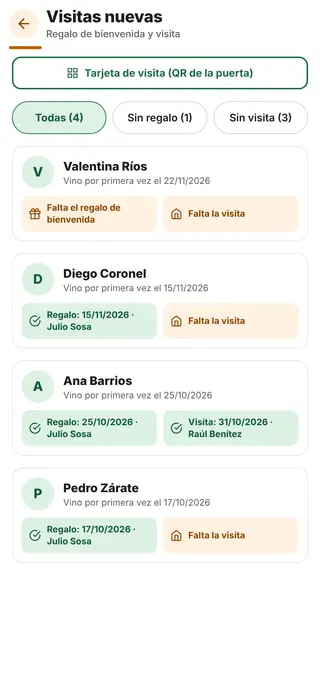 Visitas nuevas
Regalo de bienvenida y visita
Tarjeta de visita (QR de la puerta)
Todas (4)
Sin regalo (1)
Sin visita (3)
V
Valentina Ríos
Vino por primera vez el 22/11/2026
Falta el regalo de
bienvenida
Falta la visita
D
Diego Coronel
Vino por primera vez el 15/11/2026
Regalo: 15/11/2026 ·
Julio Sosa
Falta la visita
A
Ana Barrios
Vino por primera vez el 25/10/2026
Regalo: 25/10/2026 ·
Julio Sosa
Visita: 31/10/2026 ·
Raúl Benítez
P
Pedro Zárate
Vino por primera vez el 17/10/2026
Regalo: 17/10/2026 ·
Julio Sosa
Falta la visita